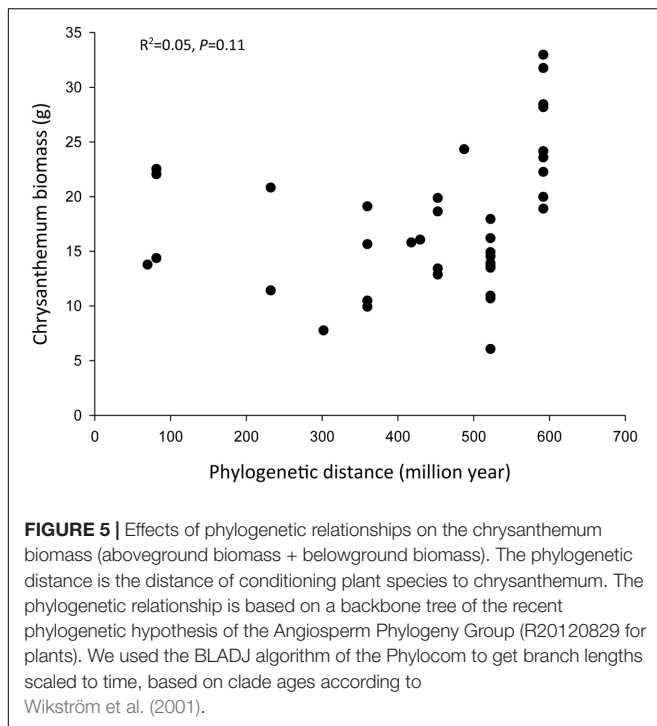 R²=0.05, P=0.11
35
30
25
20
15
10
5
0
Chrysanthemum biomass (g)
0 100 200 300 400 500 600 700
Phylogenetic distance (million year)
FIGURE 5 | Effects of phylogenetic relationships on the chrysanthemum
biomass (aboveground biomass + belowground biomass). The phylogenetic
distance is the distance of conditioning plant species to chrysanthemum. The
phylogenetic relationship is based on a backbone tree of the recent
phylogenetic hypothesis of the Angiosperm Phylogeny Group (R20120829 for
plants). We used the BLADJ algorithm of the Phylocom to get branch lengths
scaled to time, based on clade ages according to
Wikström et al. (2001).